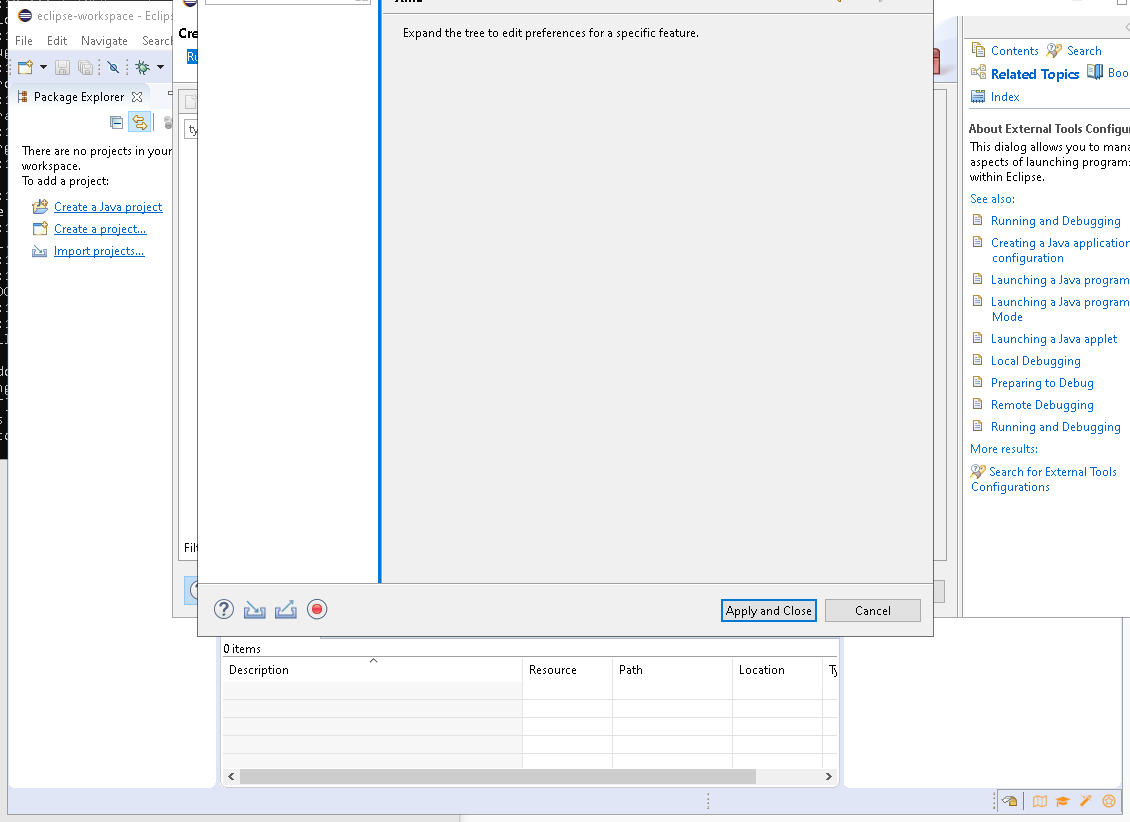 eclipse-workspace - Eclips
File Edit Navigate Search
Package Explorer
There are no projects in your
workspace.
To add a project:
Create a Java project
Create a project...
Import projects...
Cre
Ru
ty
Filt
Expand the tree to edit preferences for a specific feature.
Apply and Close
Cancel
Contents Search
Related Topics Boo
Index
About External Tools Configu
This dialog allows you to mana
aspects of launching programs
within Eclipse.
See also:
Running and Debugging
Creating a Java application
configuration
Launching a Java program
Launching a Java program
Mode
Launching a Java applet
Local Debugging
Preparing to Debug
Remote Debugging
Running and Debugging
More results:
Search for External Tools
Configurations
0 items
Description Resource Path Location Ty